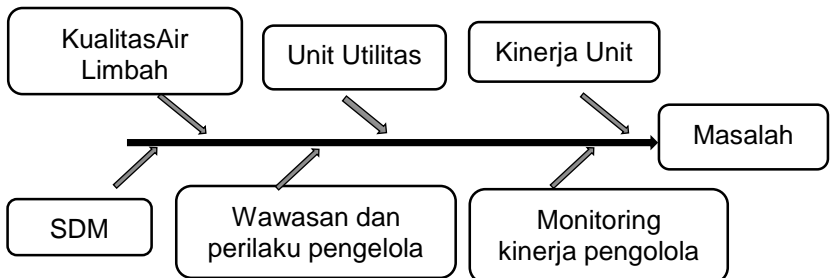 KualitasAir
Limbah
Unit Utilitas
Kinerja Unit
Masalah
SDM
Wawasan dan
perilaku pengelola
Monitoring
kinerja pengolola